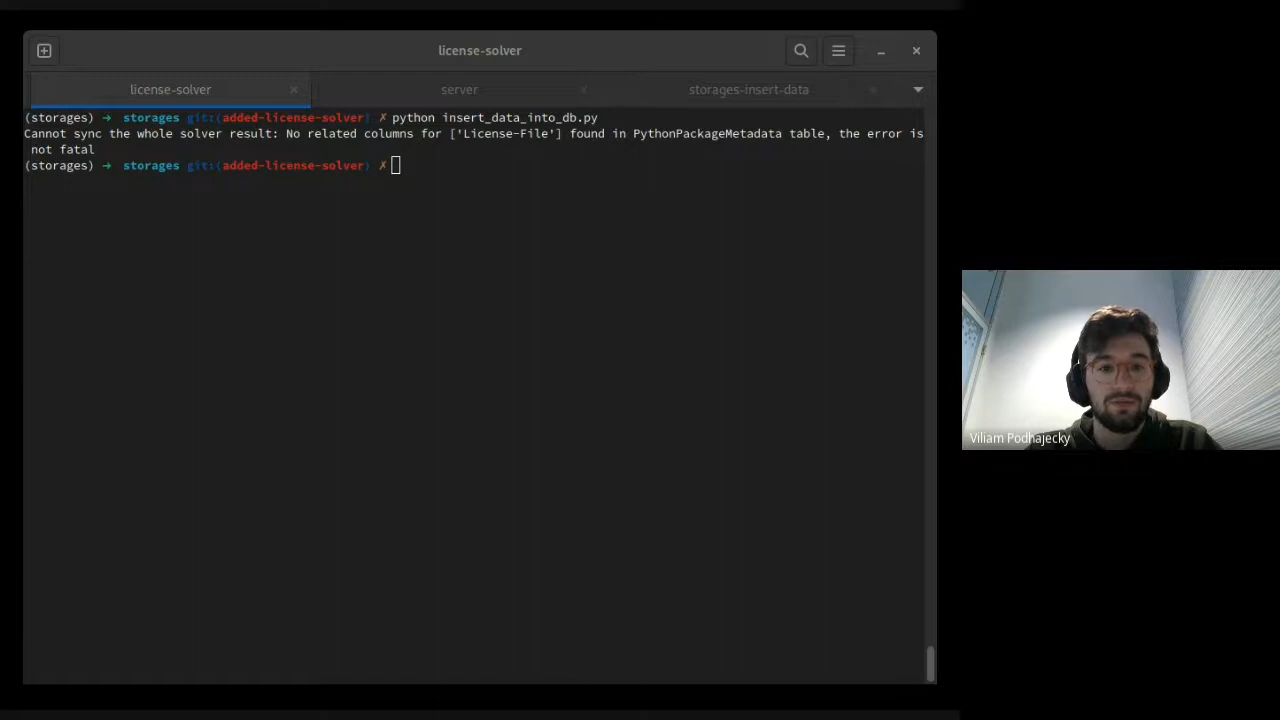 license-solver
license-solver
server
storages-insert-data
(storages) → storages git:(added-license-solver) ✗ python insert_data_into_db.py
Cannot sync the whole solver result: No related columns for ['License-File'] found in PythonPackageMetadata table, the error is
not fatal
(storages) → storages git:(added-license-solver) ✗
Viliam Podhajecky